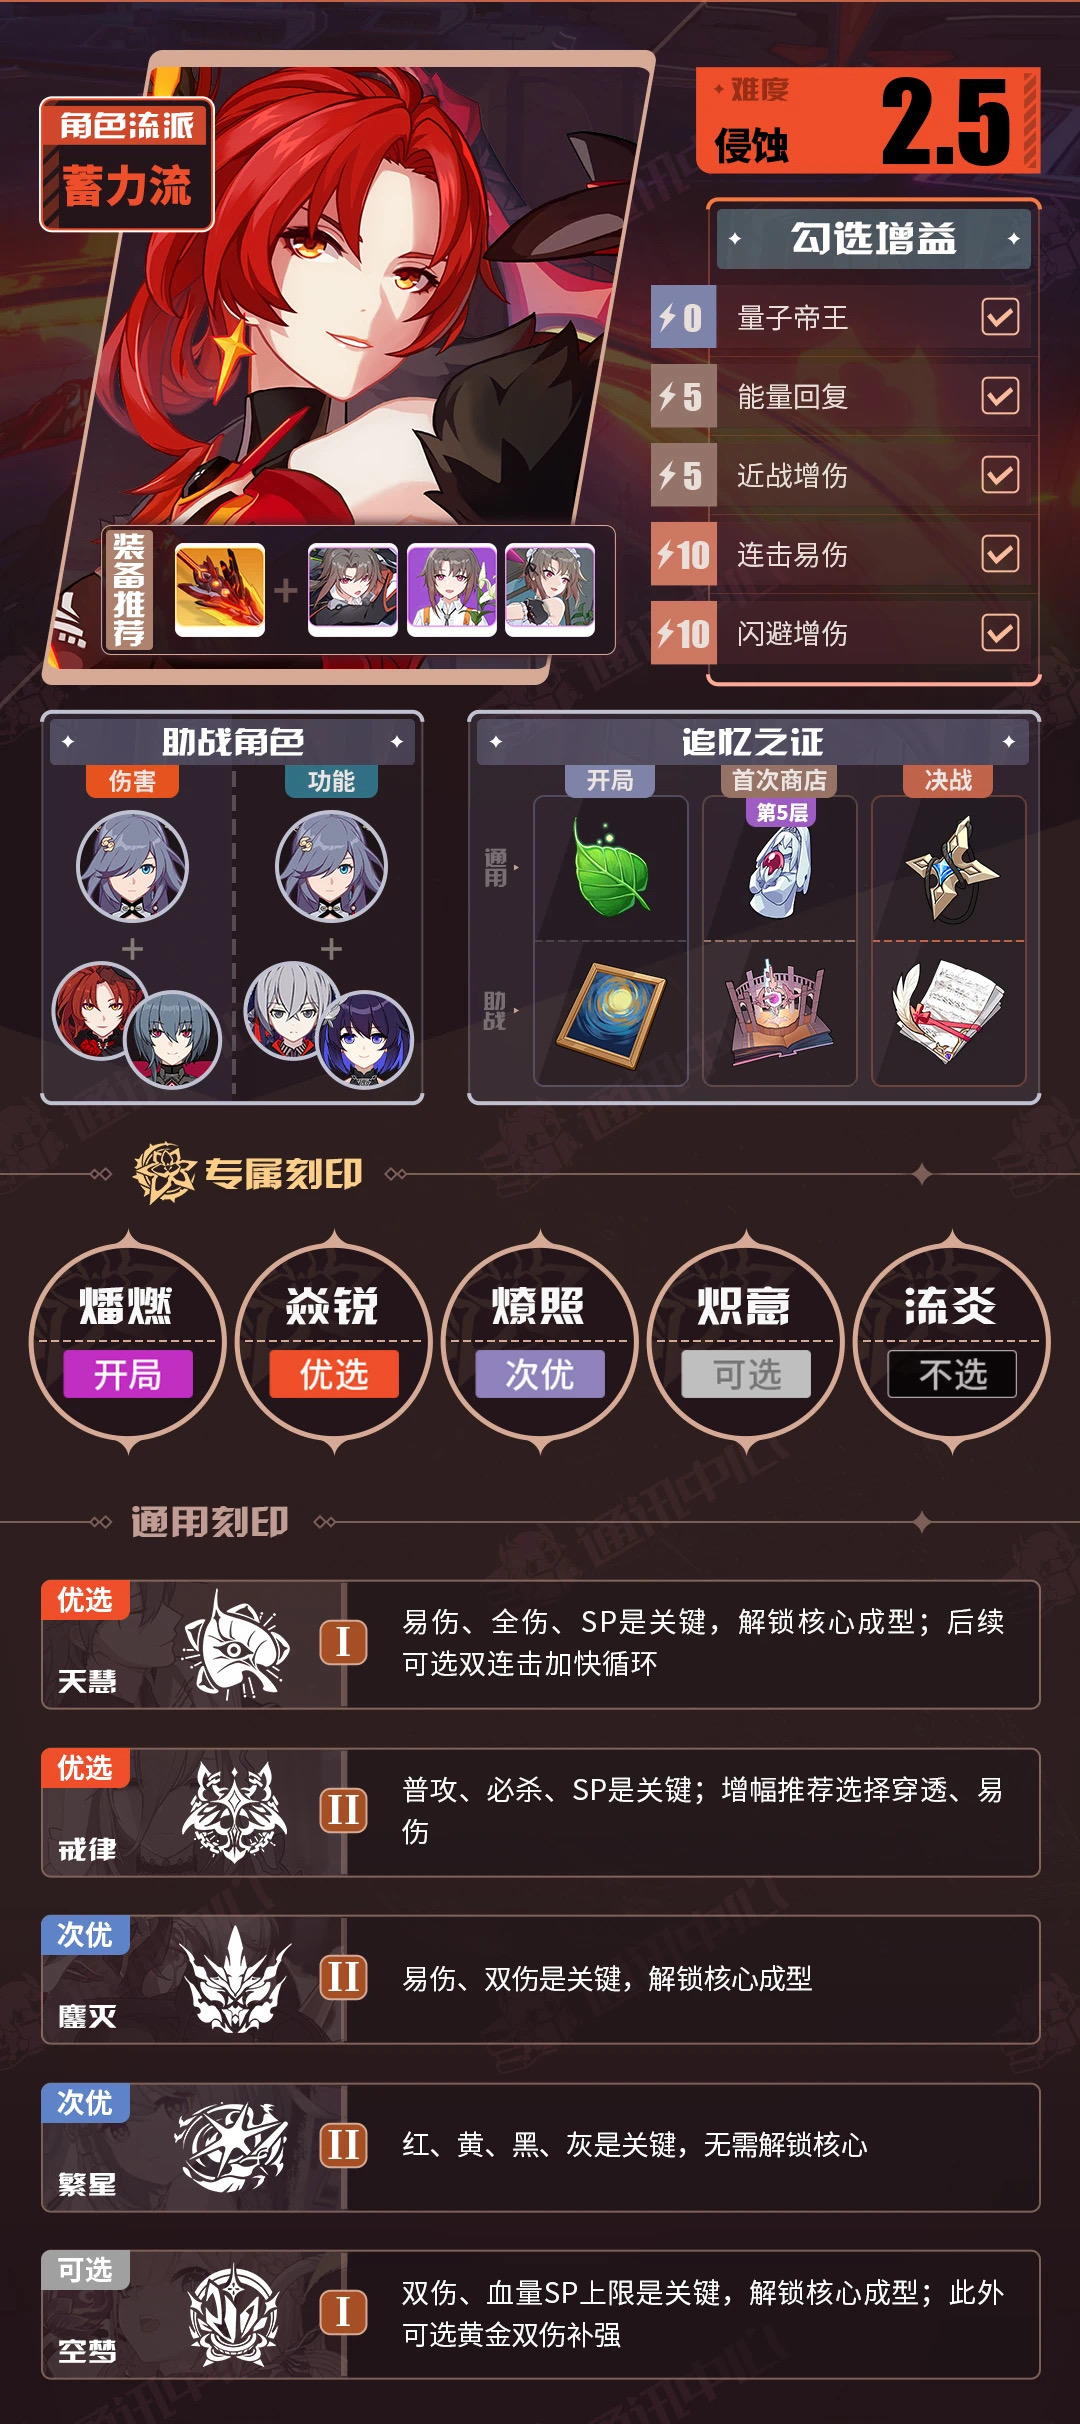 角色流派
蓄力流
难度
侵蚀
2.5
勾选增益
0 量子帝王
5 能量回复
5 近战增伤
10 连击易伤
10 闪避增伤
装备推荐
助战角色
伤害
功能
追忆之证
开局
首次商店
决战
第5层
通用
助战
专属刻印
燔燃
开局
焱锐
优选
燎照
次优
炽意
可选
流炎
不选
通用刻印
优选
天慧
I
易伤、全伤、SP是关键，解锁核心成型；后续
可选双连击加快循环
优选
戒律
II
普攻、必杀、SP是关键；增幅推荐选择穿透、易
伤
次优
鏖灭
II
易伤、双伤是关键，解锁核心成型
次优
繁星
II
红、黄、黑、灰是关键，无需解锁核心
可选
空梦
I
双伤、血量SP上限是关键，解锁核心成型；此外
可选黄金双伤补强
通讯中心